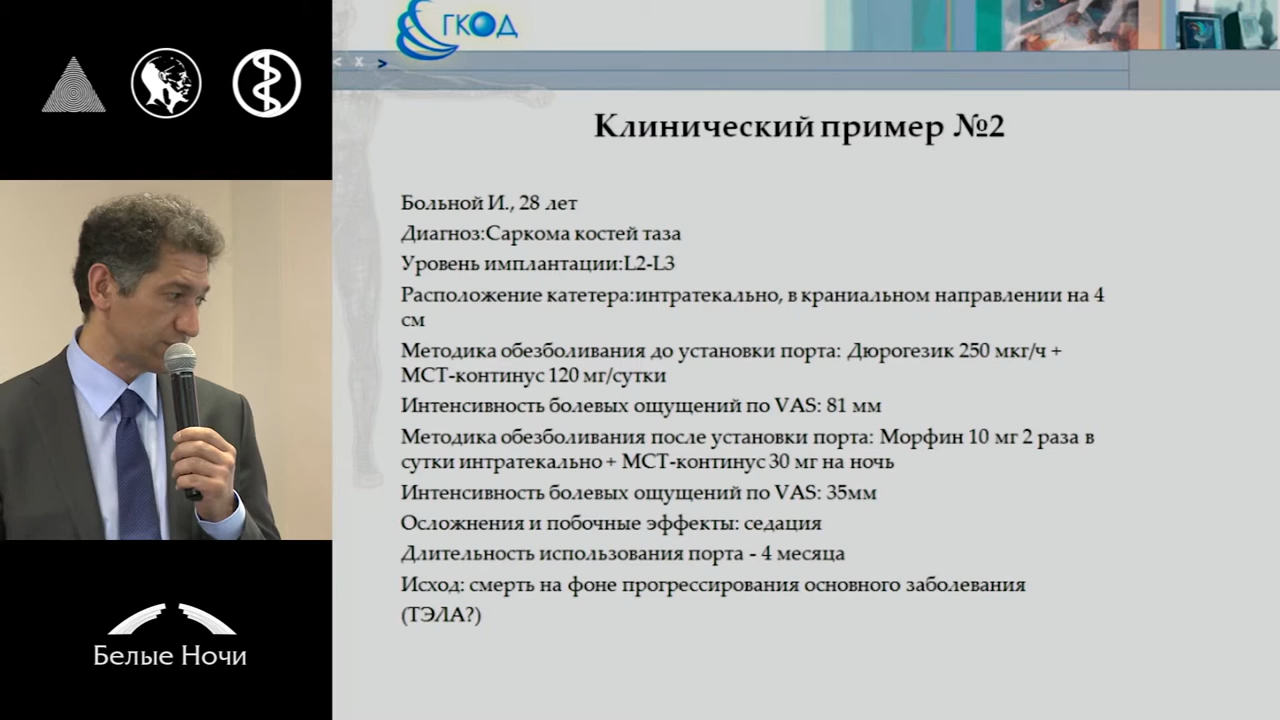 ГКОД
< x >
Клинический пример №2
Больной И., 28 лет
Диагноз:Саркома костей таза
Уровень имплантации:L2-L3
Расположение катетера:интратекально, в краниальном направлении на 4
см
Методика обезболивания до установки порта: Дюрогезик 250 мкг/ч +
МСТ-континус 120 мг/сутки
Интенсивность болевых ощущений по VAS: 81 мм
Методика обезболивания после установки порта: Морфин 10 мг 2 раза в
сутки интратекально + МСТ-континус 30 мг на ночь
Интенсивность болевых ощущений по VAS: 35мм
Осложнения и побочные эффекты: седация
Длительность использования порта - 4 месяца
Исход: смерть на фоне прогрессирования основного заболевания
(ТЭЛА?)
Белые Ночи